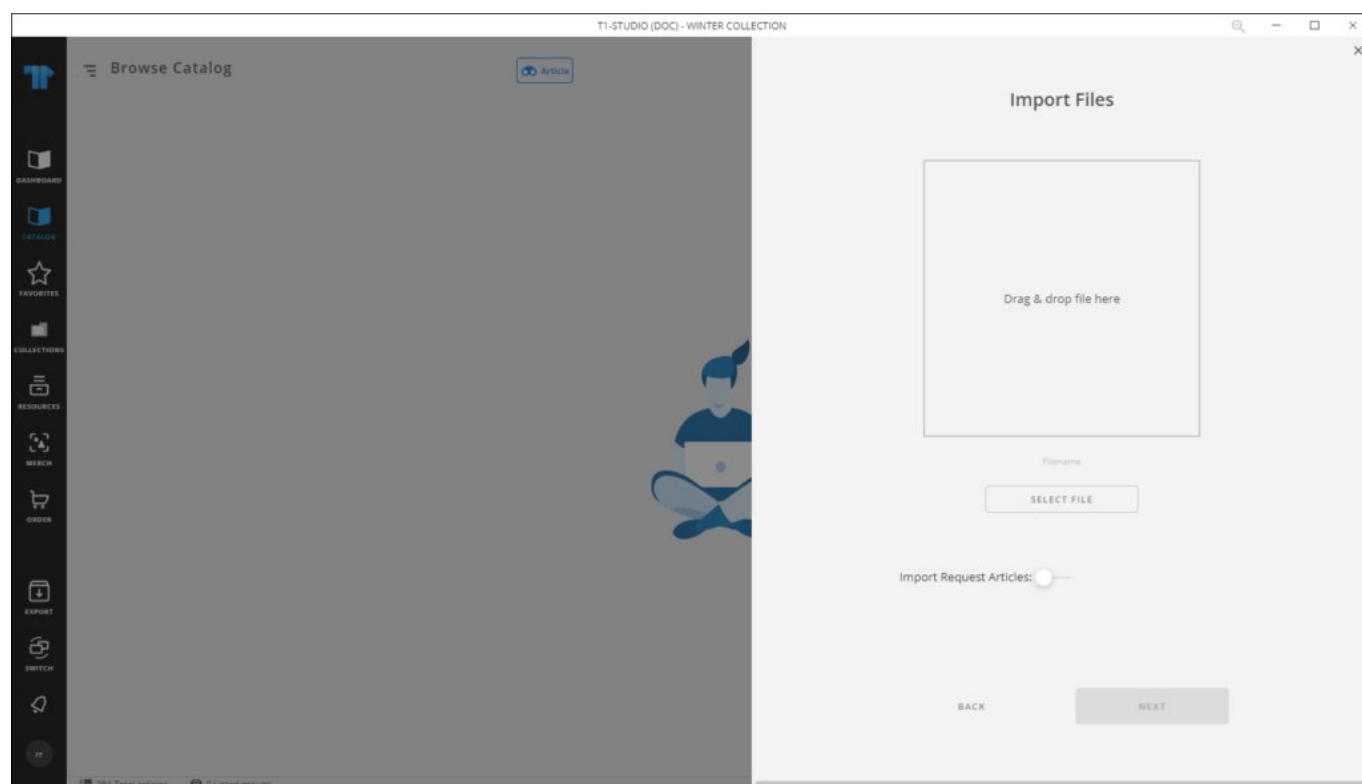 T1-STUDIO (DOC) - WINTER COLLECTION
Browse Catalog
Article
DASHBOARD
CATALOG
FAVORITES
COLLECTIONS
RESOURCES
MERCH
ORDER
EXPORT
SWITCH
Import Files
Drag & drop file here
Filename
SELECT FILE
Import Request Articles:
BACK
NEXT